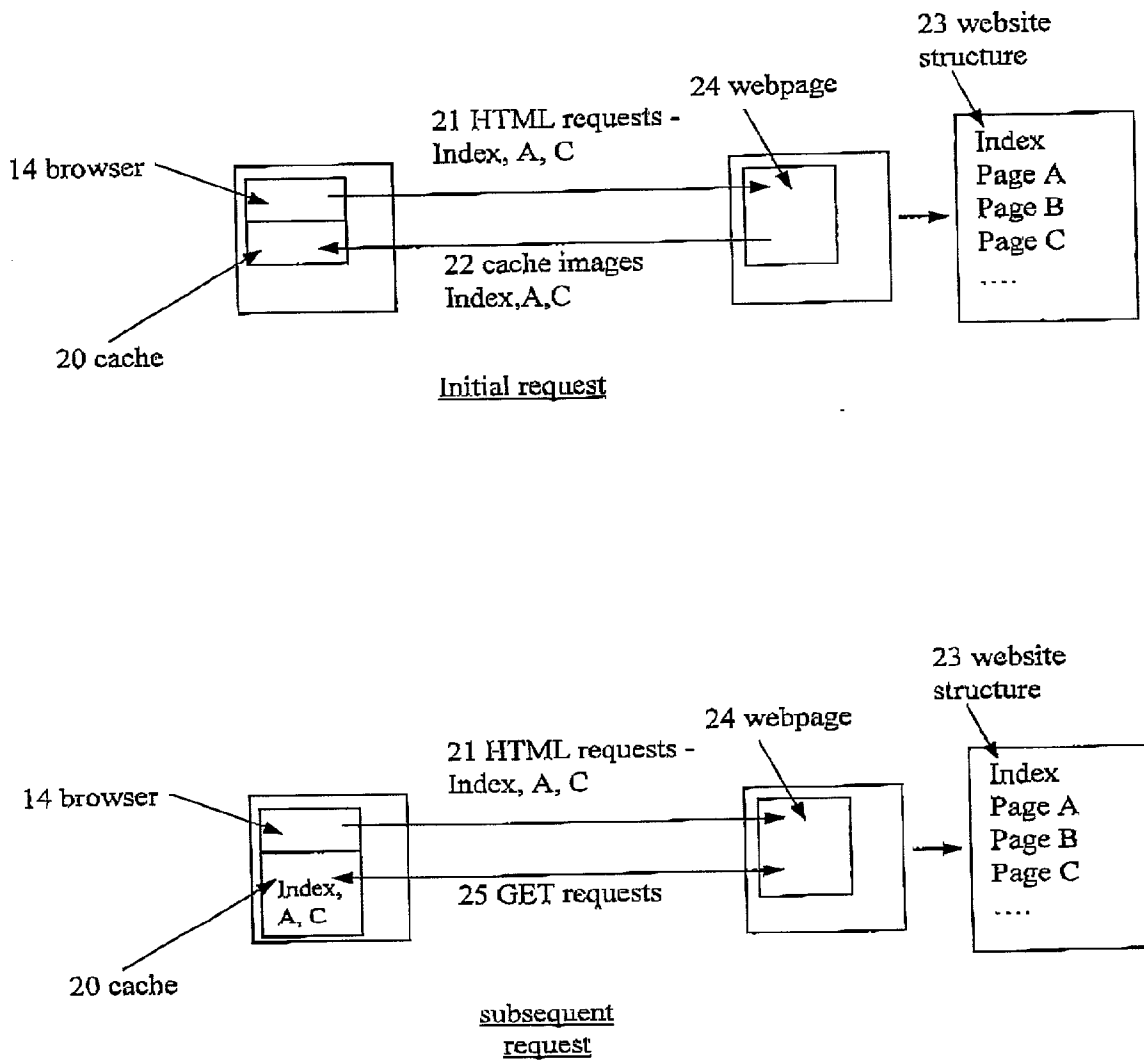 23 website
structure
24 webpage
21 HTML requests -
Index, A, C
14 browser
Index
Page A
Page B
Page C
....
22 cache images
Index,A,C
20 cache
Initial request
23 website
structure
24 webpage
21 HTML requests -
Index, A, C
14 browser
Index
Page A
Page B
Page C
....
Index,
A, C
25 GET requests
20 cache
subsequent
request